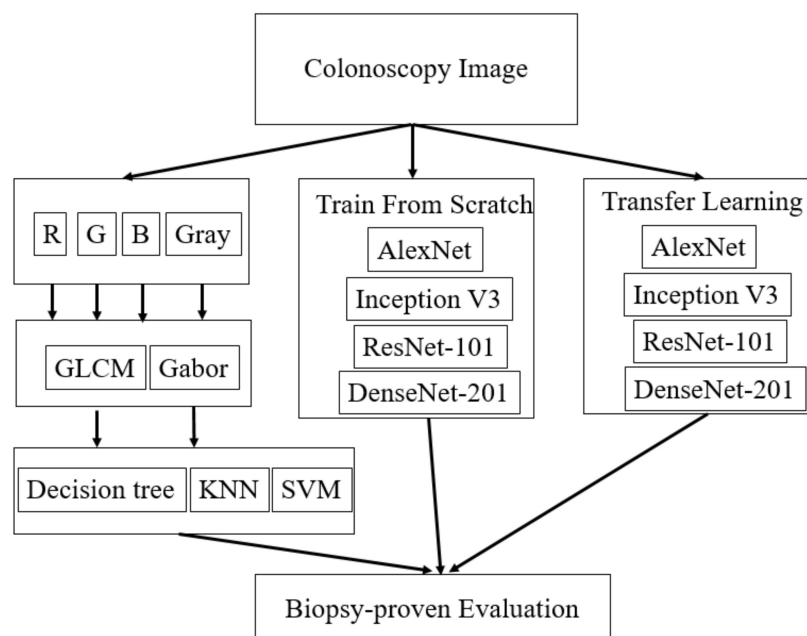 Colonoscopy Image
R G B Gray
GLCM Gabor
Decision tree KNN SVM
Train From Scratch
AlexNet
Inception V3
ResNet-101
DenseNet-201
Transfer Learning
AlexNet
Inception V3
ResNet-101
DenseNet-201
Biopsy-proven Evaluation